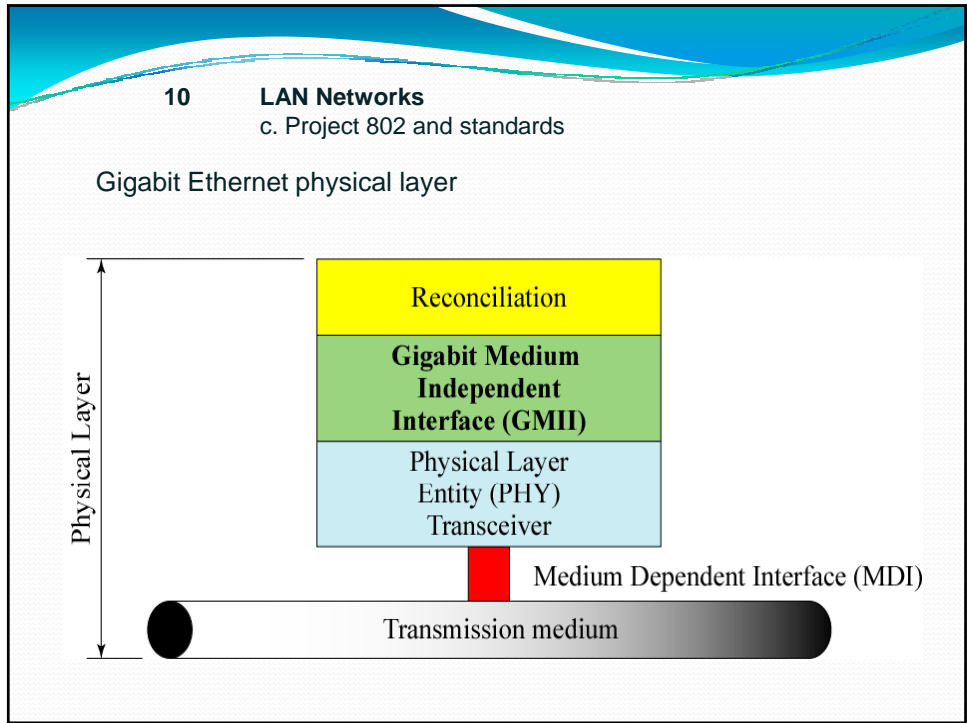 10 LAN Networks
c. Project 802 and standards
Gigabit Ethernet physical layer
Physical Layer
Reconciliation
Gigabit Medium
Independent
Interface (GMII)
Physical Layer
Entity (PHY)
Transceiver
Medium Dependent Interface (MDI)
Transmission medium